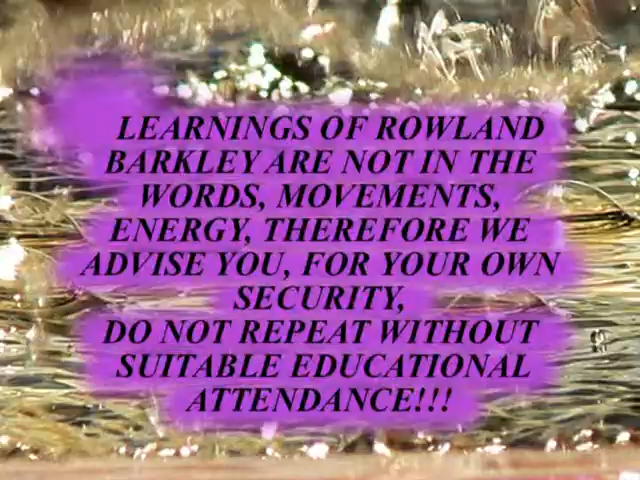 LEARNINGS OF ROWLAND
BARKLEY ARE NOT IN THE
WORDS, MOVEMENTS,
ENERGY, THEREFORE WE
ADVISE YOU, FOR YOUR OWN
SECURITY,
DO NOT REPEAT WITHOUT
SUITABLE EDUCATIONAL
ATTENDANCE!!!